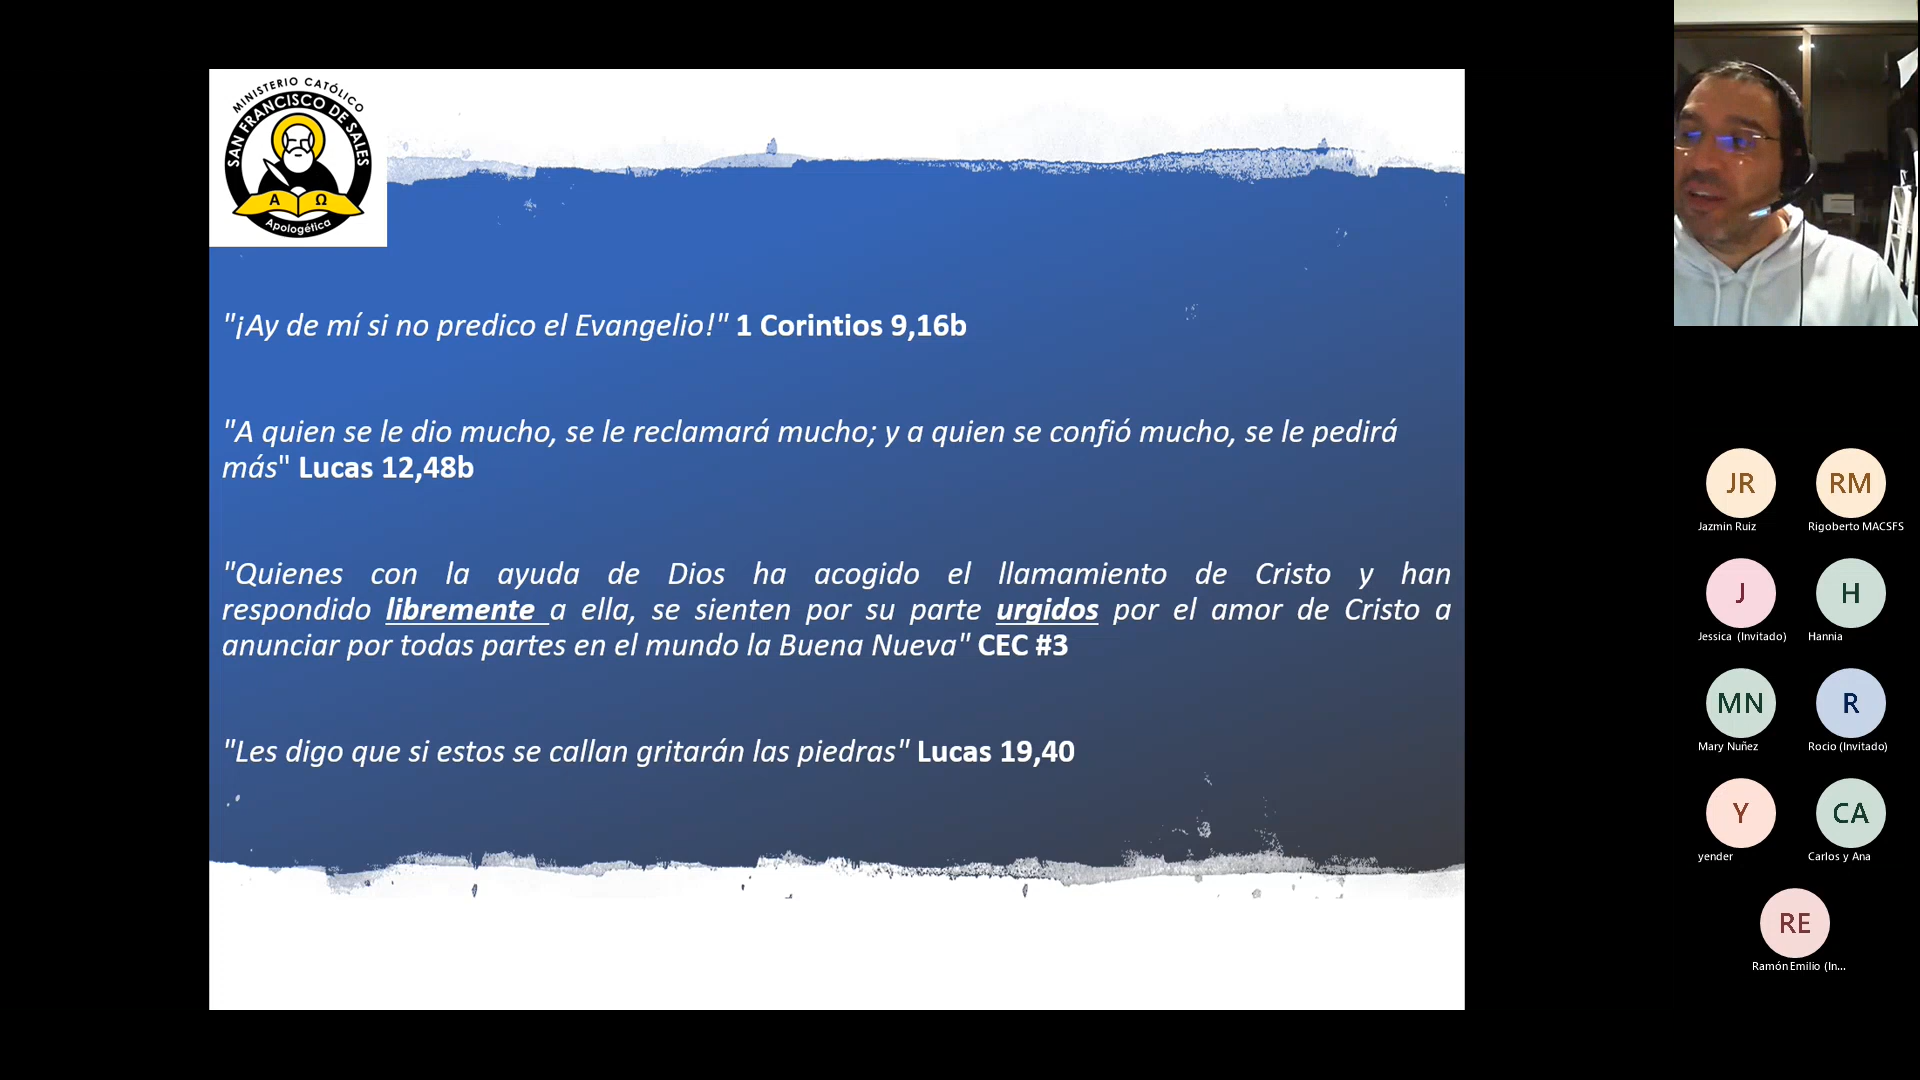 MINISTERIO CATÓLICO
SAN FRANCISCO DE SALES
Α Ω
Apologética
"¡Ay de mí si no predico el Evangelio!" 1 Corintios 9,16b
"A quien se le dio mucho, se le reclamará mucho; y a quien se confió mucho, se le pedirá
más" Lucas 12,48b
"Quienes con la ayuda de Dios ha acogido el llamamiento de Cristo y han
respondido libremente a ella, se sienten por su parte urgidos por el amor de Cristo a
anunciar por todas partes en el mundo la Buena Nueva" CEC #3
"Les digo que si estos se callan gritarán las piedras" Lucas 19,40
JR RM
Jazmin Ruiz Rigoberto MACSFS
J H
Jessica (Invitado) Hannia
MN R
Mary Nuñez Rocio (Invitado)
Y CA
yender Carlos y Ana
RE
Ramón Emilio (In...